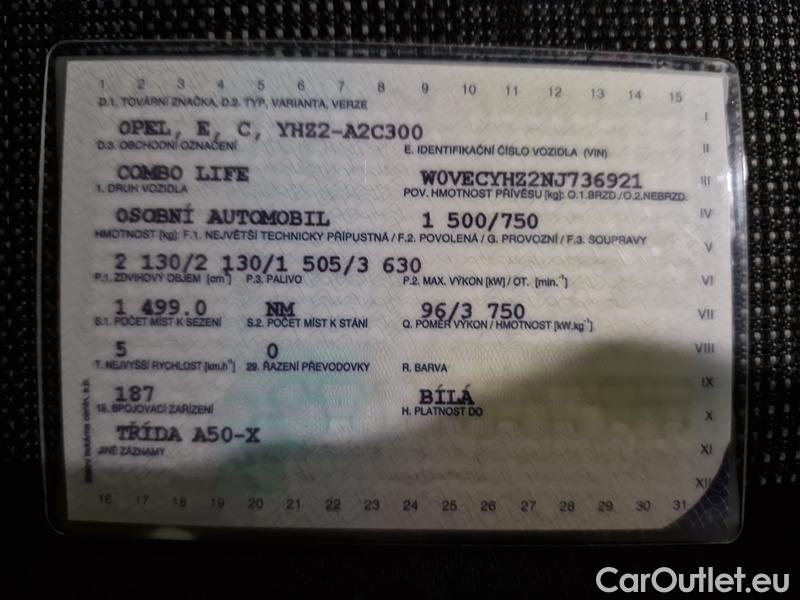 1 2 3 4 5 6 7 8 9 10 11 12 13 14 15
D.1. TOVÁRNÍ ZNAČKA, D.2. TYP, VARIANTA, VERZE
I
OPEL, E, C, YHZ2-A2C300
D.3. OBCHODNÍ OZNAČENÍ E. IDENTIFIKAČNÍ ČÍSLO VOZIDLA (VIN)
II
COMBO LIFE W0VECYHZ2NJ736921
III
1. DRUH VOZIDLA POV. HMOTNOST PŘÍVĚSU [kg]: O.1.BRZD./O.2.NEBRZD.
OSOBNÍ AUTOMOBIL 1 500/750
IV
HMOTNOST [kg]: F.1. NEJVĚTŠÍ TECHNICKY PŘÍPUSTNÁ / F.2. POVOLENÁ / G. PROVOZNÍ / F.3. SOUPRAVY
V
2 130/2 130/1 505/3 630
P.1. ZDVIHOVÝ OBJEM [cm³] P.3. PALIVO P.2. MAX. VÝKON [kW] / OT. [min.⁻¹]
VI
1 499.0 NM 96/3 750
VII
S.1. POČET MÍST K SEZENÍ S.2. POČET MÍST K STÁNÍ Q. POMĚR VÝKON / HMOTNOST [kW.kg⁻¹]
5 0
VIII
T. NEJVYŠŠÍ RYCHLOST [km.h⁻¹] 29. ŘAZENÍ PŘEVODOVKY R. BARVA
IX
187 BÍLÁ
18. SPOJOVACÍ ZAŘÍZENÍ H. PLATNOST DO
X
TŘÍDA A50-X
JINÉ ZÁZNAMY
XI
XII
16 17 18 19 20 21 22 23 24 25 26 27 28 29 30 31
CarOutlet.eu